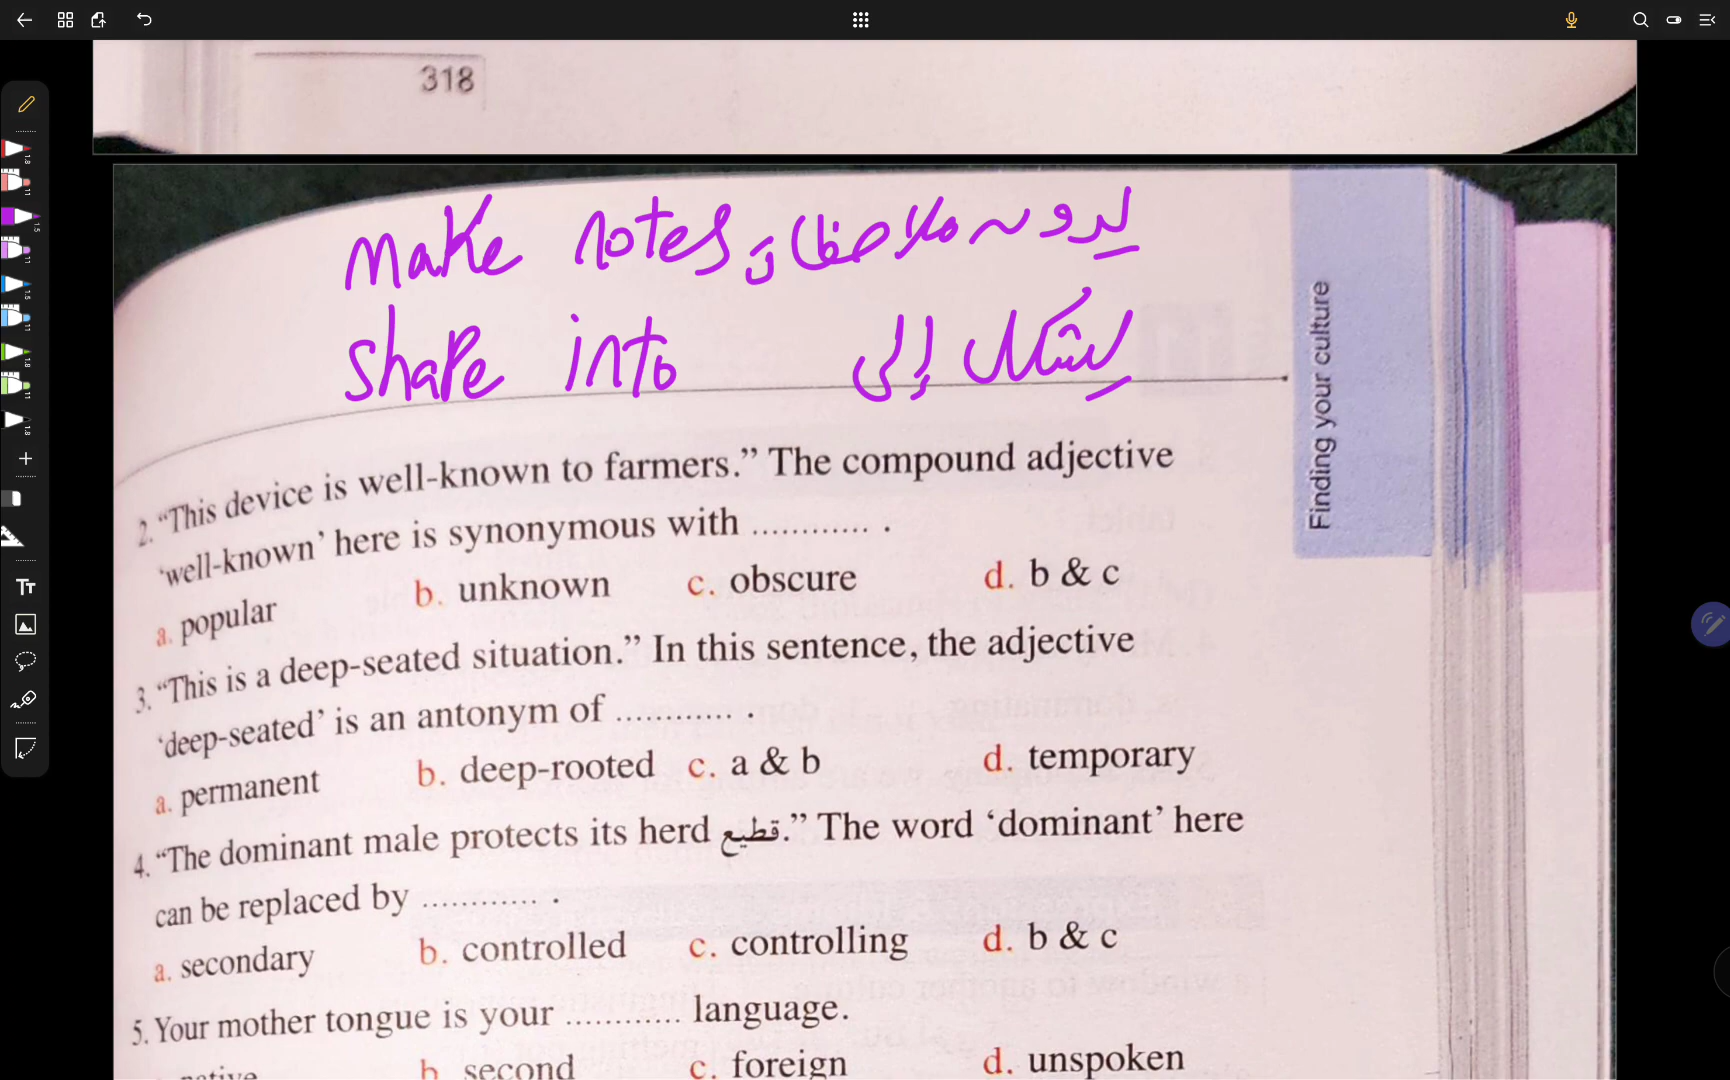 318
Make notes يدون ملاحظات
shape into يشكل إلى
Finding your culture
2. “This device is well-known to farmers.” The compound adjective
‘well-known’ here is synonymous with ............ .
a. popular b. unknown c. obscure d. b & c
3. “This is a deep-seated situation.” In this sentence, the adjective
‘deep-seated’ is an antonym of ............ .
a. permanent b. deep-rooted c. a & b d. temporary
4. “The dominant male protects its herd قطيع.” The word ‘dominant’ here
can be replaced by ............ .
a. secondary b. controlled c. controlling d. b & c
5. Your mother tongue is your ............ language.
native b. second c. foreign d. unspoken